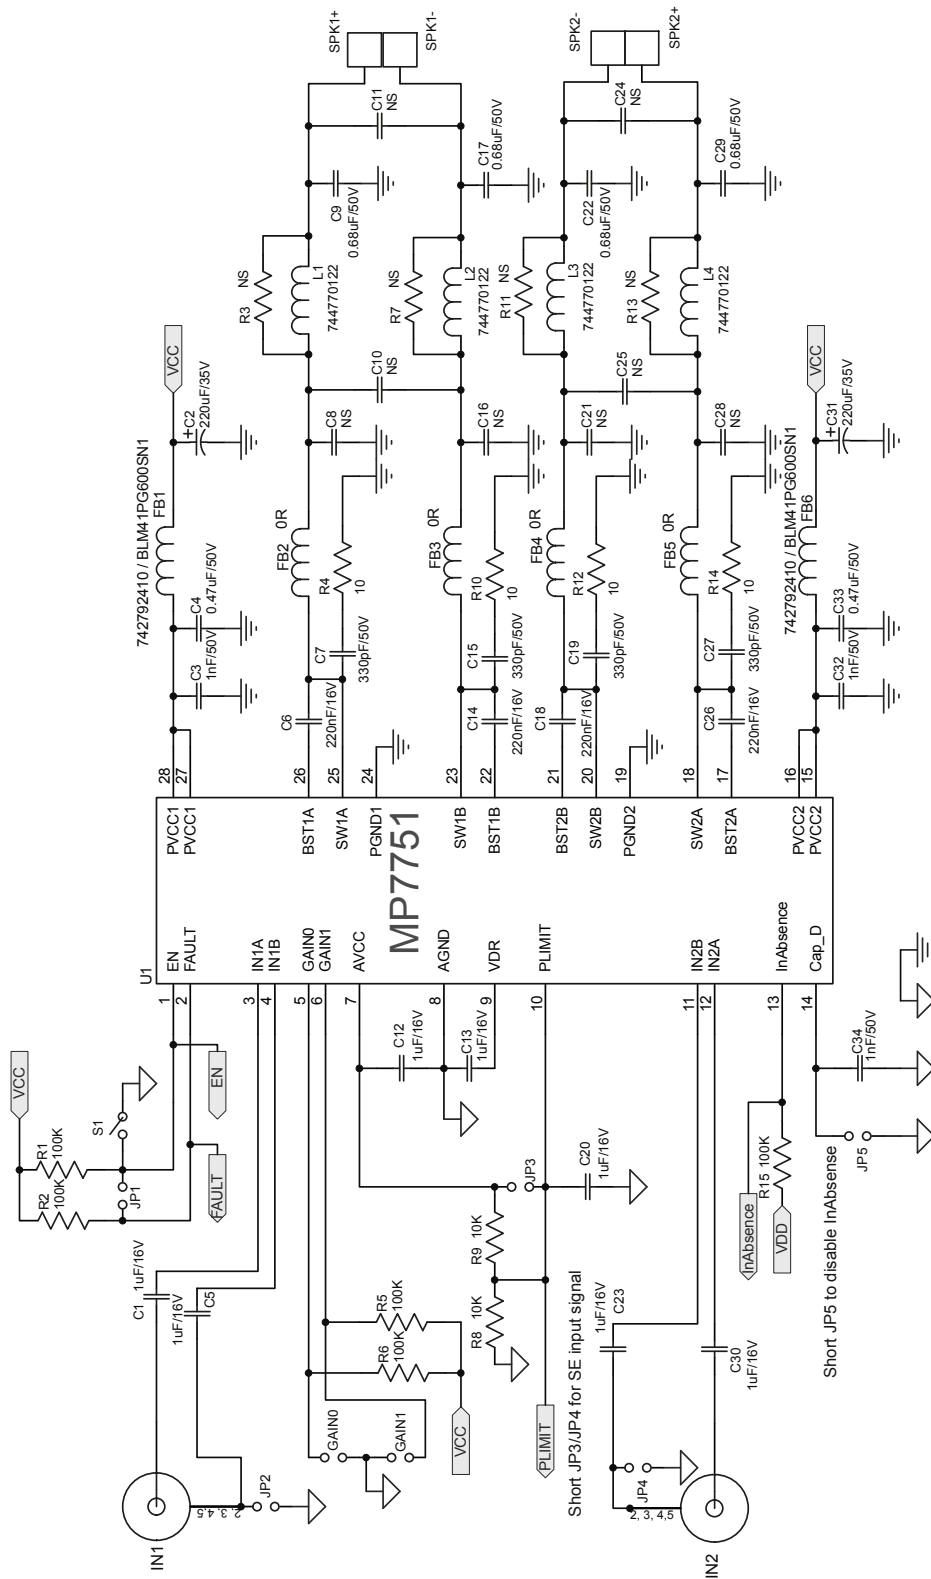 SPK1+
SPK1-
SPK2-
SPK2+
C11
NS
C24
NS
C9
0.68uF/50V
C17
0.68uF/50V
C22
0.68uF/50V
C29
0.68uF/50V
R3
NS
L1
744770122
R7
NS
L2
744770122
R11
NS
L3
744770122
R13
NS
L4
744770122
C10
NS
C25
NS
VCC
C2
220uF/35V
+
742792410 / BLM41PG600SN1
FB1
C4
0.47uF/50V
C3
1nF/50V
C8
NS
FB2
0R
R4
10
C7
330pF/50V
C6
220nF/16V
C16
NS
FB3
0R
R10
10
C15
330pF/50V
C14
220nF/16V
C21
NS
FB4
0R
R12
10
C19
330pF/50V
C18
220nF/16V
C28
NS
FB5
0R
R14
10
C27
330pF/50V
C26
220nF/16V
VCC
C31
220uF/35V
+
742792410 / BLM41PG600SN1
FB6
C33
0.47uF/50V
C32
1nF/50V
28
27
26
25
24
23
22
21
20
19
18
17
16
15
PVCC1
PVCC1
BST1A
SW1A
PGND1
SW1B
BST1B
BST2B
SW2B
PGND2
SW2A
BST2A
PVCC2
PVCC2
MP7751
U1
EN
FAULT
IN1A
IN1B
GAIN0
GAIN1
AVCC
AGND
VDR
PLIMIT
IN2B
IN2A
InAbsence
Cap_D
1
2
3
4
5
6
7
8
9
10
11
12
13
14
VCC
R1
100K
R2
100K
S1
JP1
EN
FAULT
C1
1uF/16V
C5
1uF/16V
IN1
2, 3, 4,5
JP2
GAIN0
GAIN1
R5
100K
R6
100K
VCC
C12
1uF/16V
C13
1uF/16V
R9
10K
R8
10K
JP3
C20
1uF/16V
PLIMIT
Short JP3/JP4 for SE input signal
C23
1uF/16V
C30
1uF/16V
JP4
2, 3, 4,5
IN2
InAbsence
R15
100K
VDD
C34
1nF/50V
JP5
Short JP5 to disable InAbsense